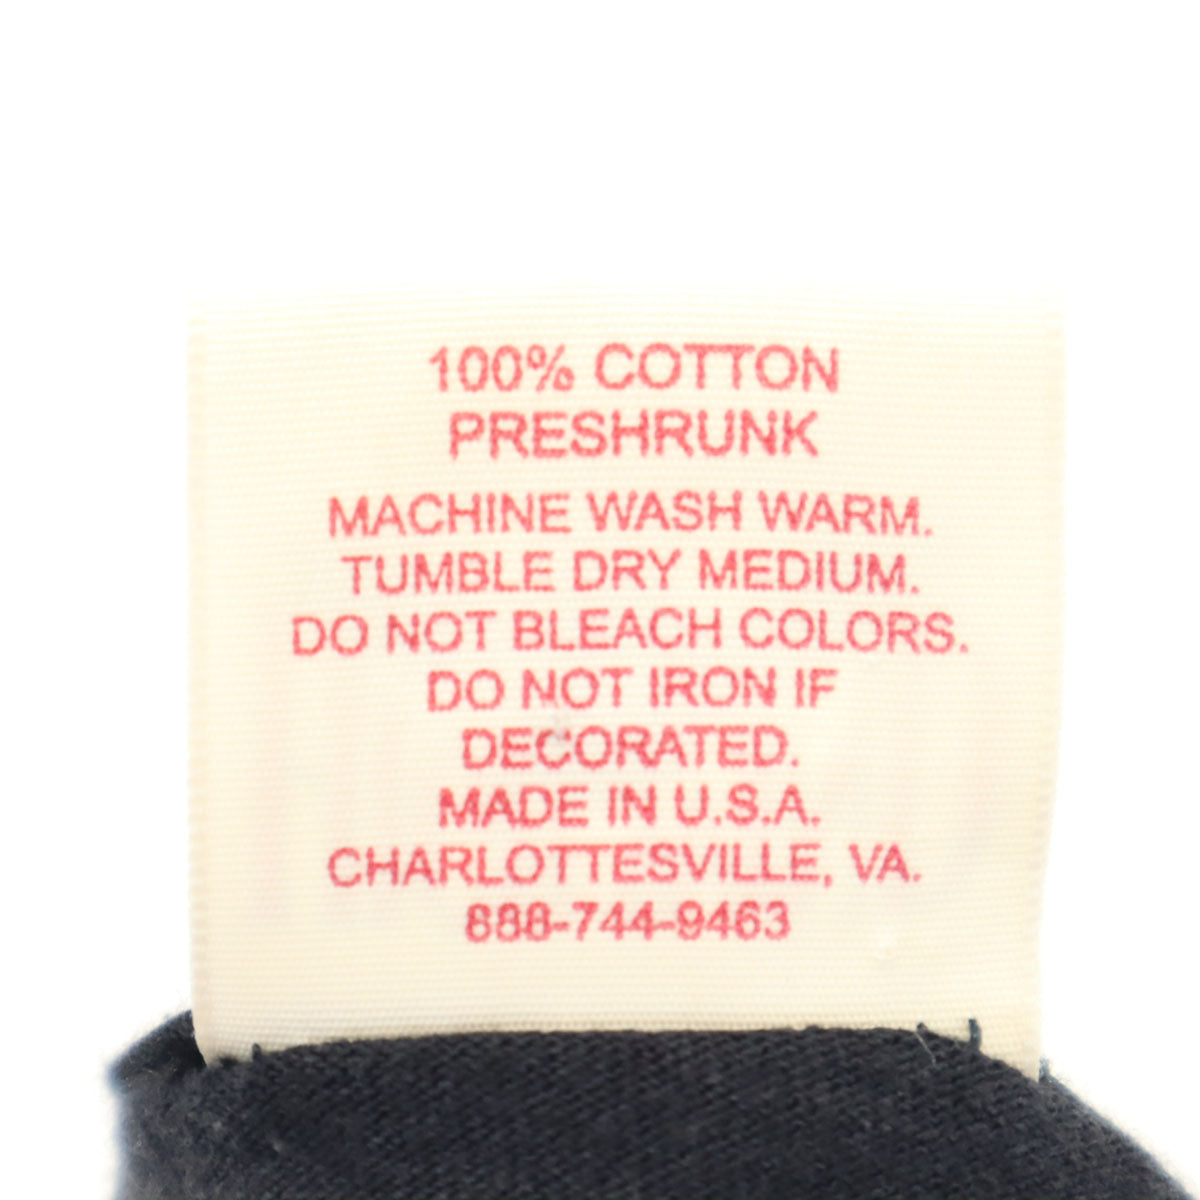 100% COTTON
PRESHRUNK
MACHINE WASH WARM.
TUMBLE DRY MEDIUM.
DO NOT BLEACH COLORS.
DO NOT IRON IF
DECORATED.
MADE IN U.S.A.
CHARLOTTESVILLE, VA.
888-744-9463